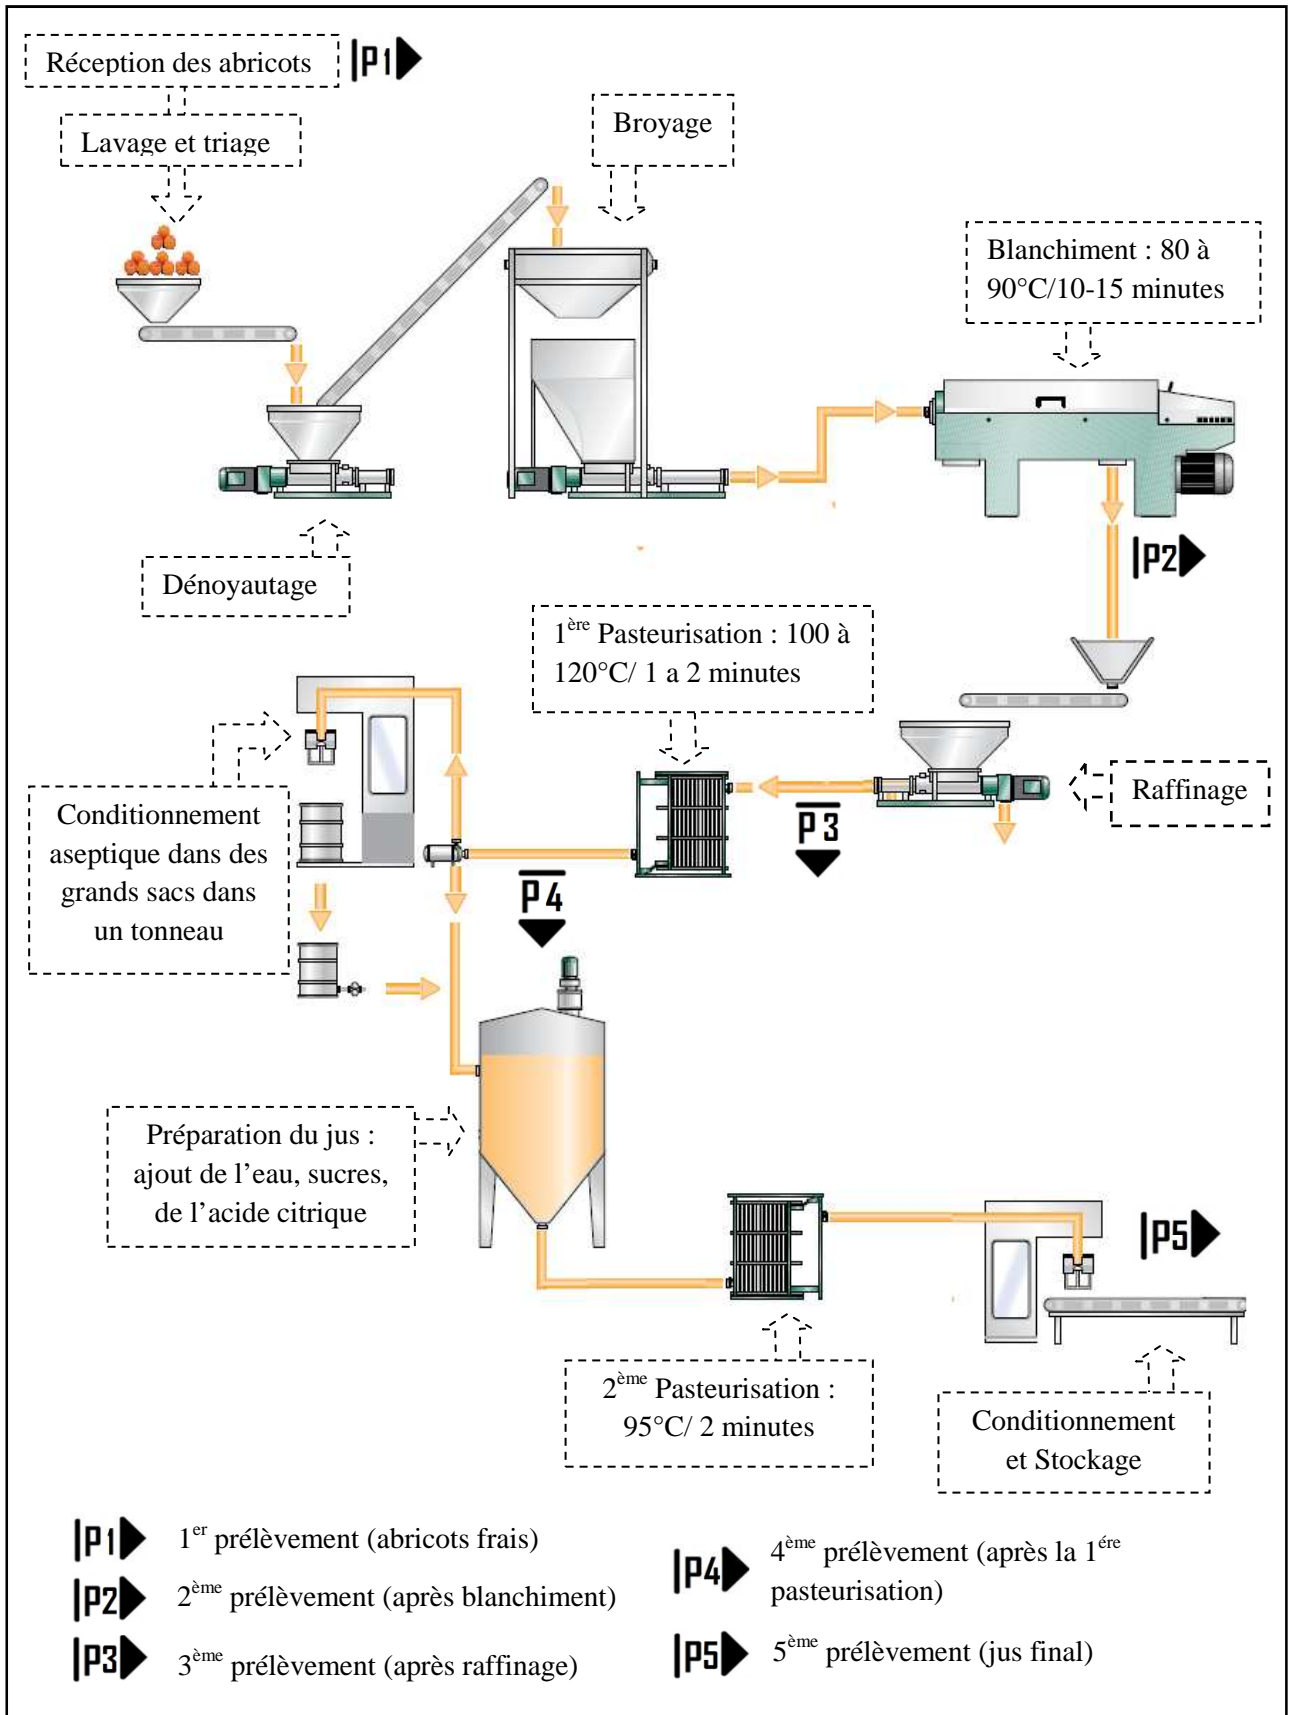 Réception des abricots
P1
Lavage et triage
Broyage
Blanchiment : 80 à
90°C/10-15 minutes
Dénoyautage
P2
1ère Pasteurisation : 100 à
120°C/ 1 a 2 minutes
Raffinage
P3
Conditionnement
aseptique dans des
grands sacs dans
un tonneau
P4
Préparation du jus :
ajout de l’eau, sucres,
de l’acide citrique
P5
2ème Pasteurisation :
95°C/ 2 minutes
Conditionnement
et Stockage
P1 1er prélèvement (abricots frais)
P2 2ème prélèvement (après blanchiment)
P3 3ème prélèvement (après raffinage)
P4 4ème prélèvement (après la 1ére
pasteurisation)
P5 5ème prélèvement (jus final)